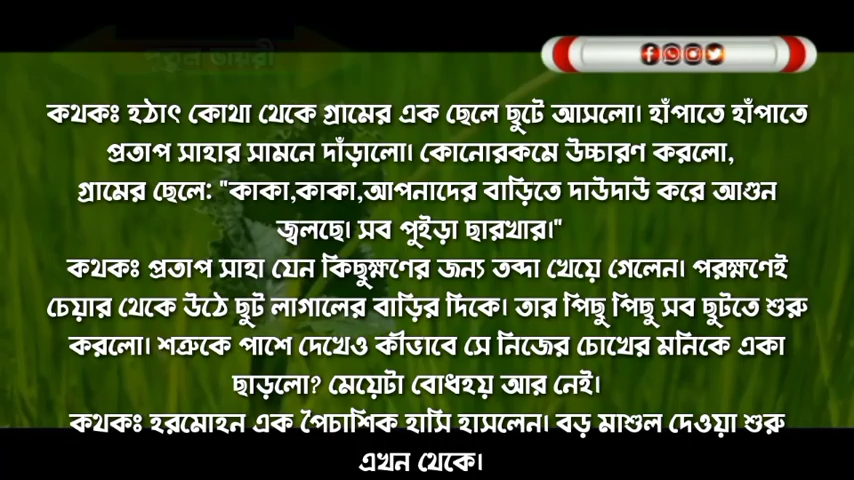 পুতুল ডায়রী
কথকঃ হঠাৎ কোথা থেকে গ্রামের এক ছেলে ছুটে আসলো। হাঁপাতে হাঁপাতে
প্রতাপ সাহার সামনে দাঁড়ালো। কোনোরকমে উচ্চারণ করলো,
গ্রামের ছেলে: "কাকা,কাকা,আপনাদের বাড়িতে দাউদাউ করে আগুন
জ্বলছে। সব পুইড়া ছারখার।"
কথকঃ প্রতাপ সাহা যেন কিছুক্ষণের জন্য তব্দা খেয়ে গেলেন। পরক্ষণেই
চেয়ার থেকে উঠে ছুট লাগালের বাড়ির দিকে। তার পিছু পিছু সব ছুটতে শুরু
করলো। শত্রুকে পাশে দেখেও কীভাবে সে নিজের চোখের মনিকে একা
ছাড়লো? মেয়েটা বোধহয় আর নেই।
কথকঃ হরমোহন এক পৈচাশিক হাসি হাসলেন। বড় মাশুল দেওয়া শুরু
এখন থেকে।